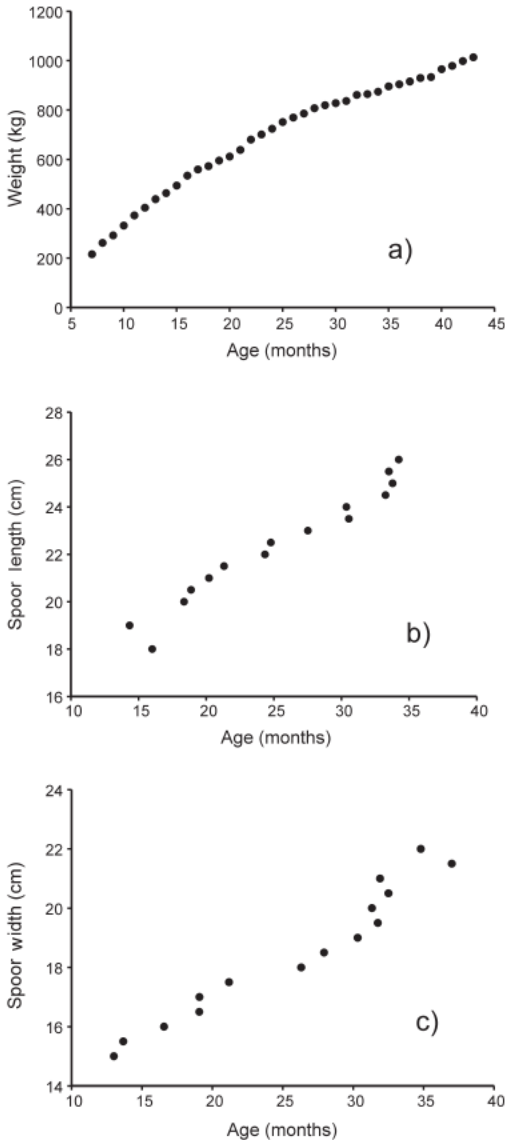 1200
1000
800
600
400
200
0
Weight (kg)
a)
5 10 15 20 25 30 35 40 45
Age (months)
28
26
24
22
20
18
16
Spoor length (cm)
b)
10 15 20 25 30 35 40
Age (months)
24
22
20
18
16
14
Spoor width (cm)
c)
10 15 20 25 30 35 40
Age (months)